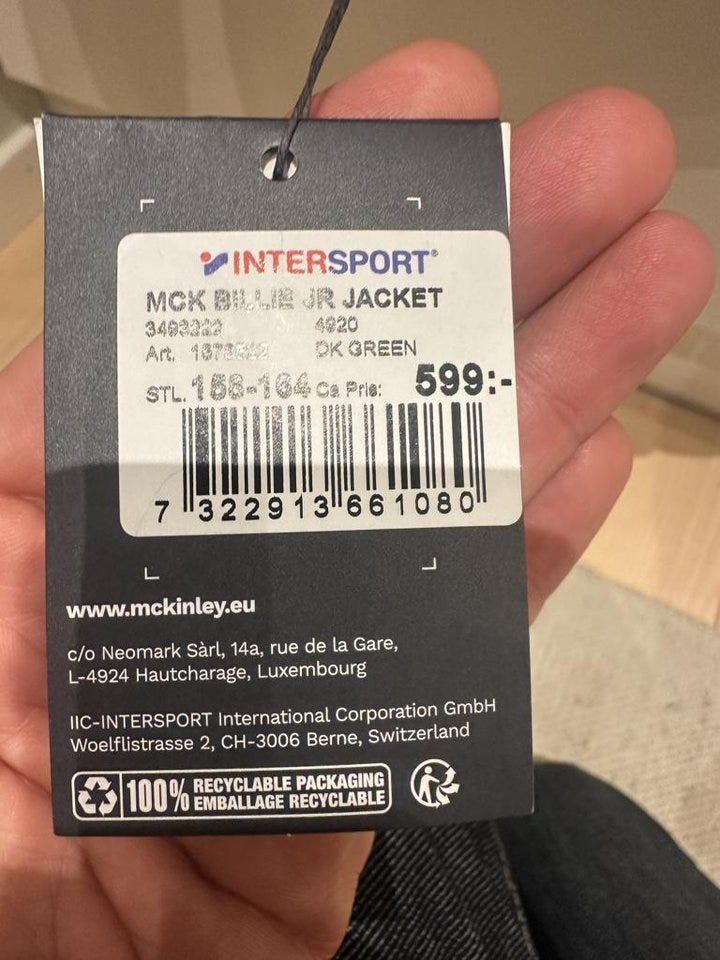 INTERSPORT®
MCK BILLIE JR JACKET
4920
Art. DK GREEN
STL. 158-164 Ca Pris: 599:-
7 322913 661080
www.mckinley.eu
c/o Neomark Sàrl, 14a, rue de la Gare,
L-4924 Hautcharage, Luxembourg
IIC-INTERSPORT International Corporation GmbH
Woelflistrasse 2, CH-3006 Berne, Switzerland
100% RECYCLABLE PACKAGING
EMBALLAGE RECYCLABLE